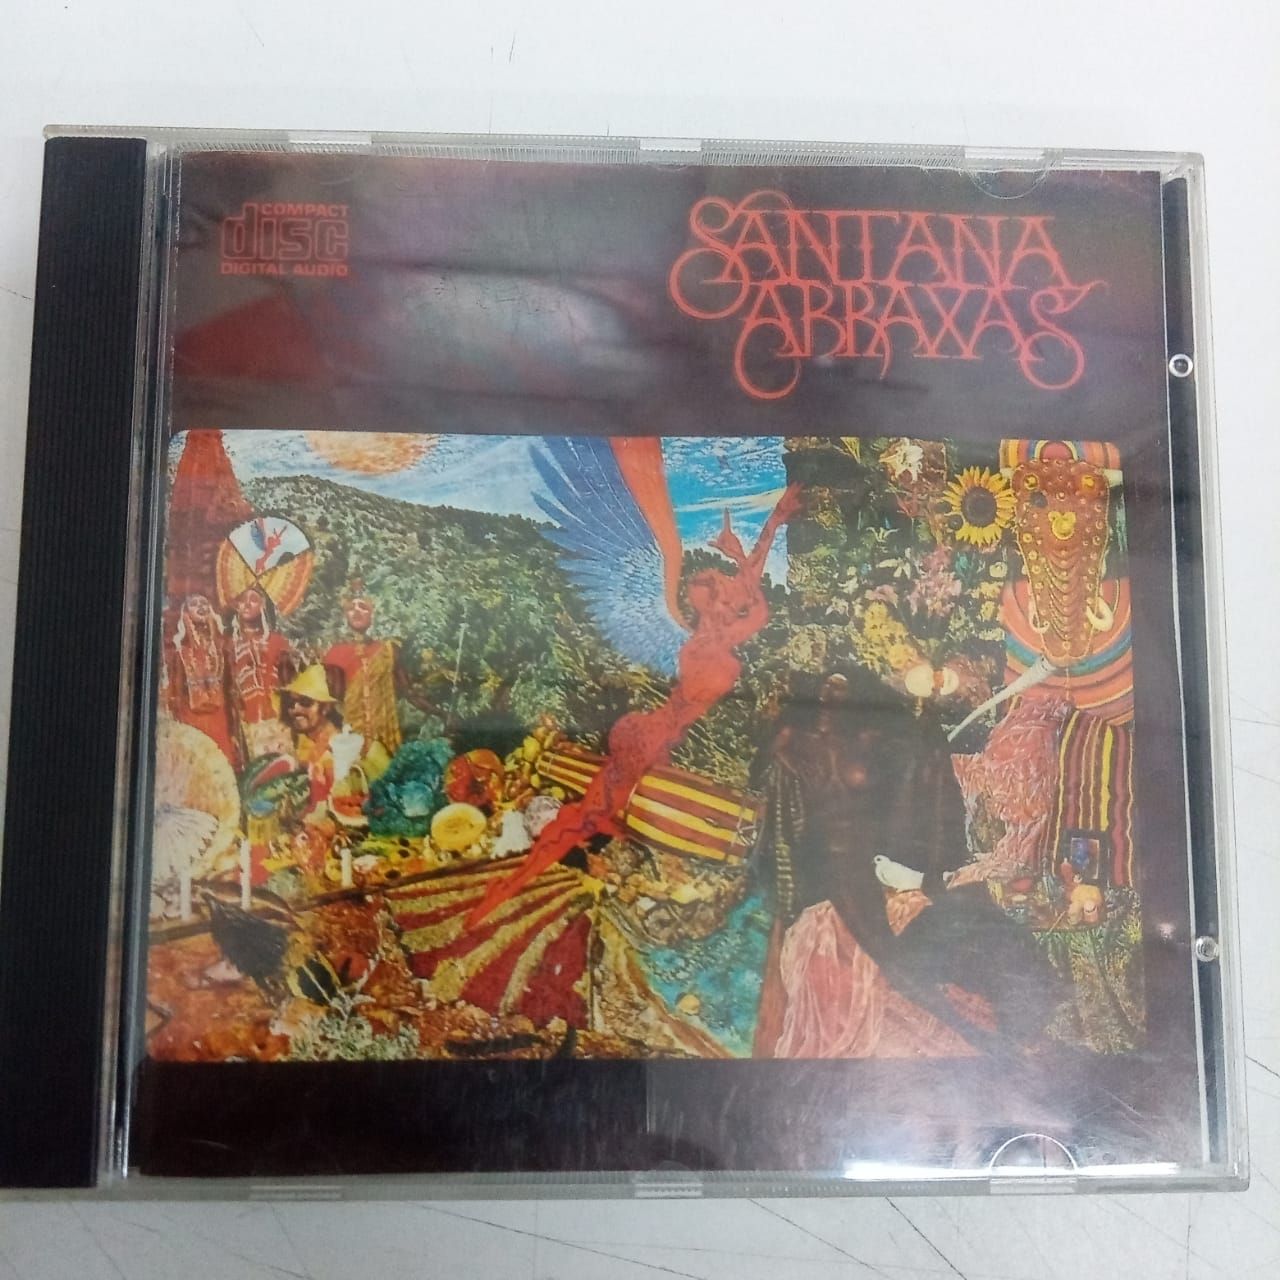 COMPACT
disc
DIGITAL AUDIO
SANTANA
ABRAXAS